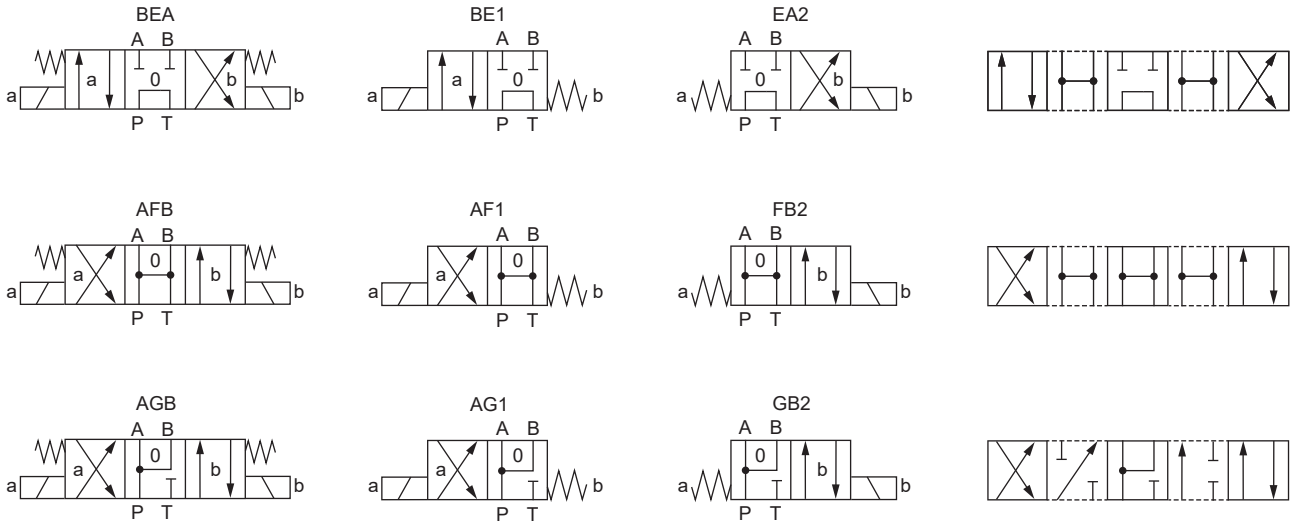 BEA BE1 EA2
A B A B A B
a a 0 b b a 0 b a 0 b b
P T P T P T
AFB AF1 FB2
A B A B A B
a a 0 b b a a 0 b a 0 b b
P T P T P T
AGB AG1 GB2
A B A B A B
a a 0 b b a a 0 b a 0 b b
P T P T P T